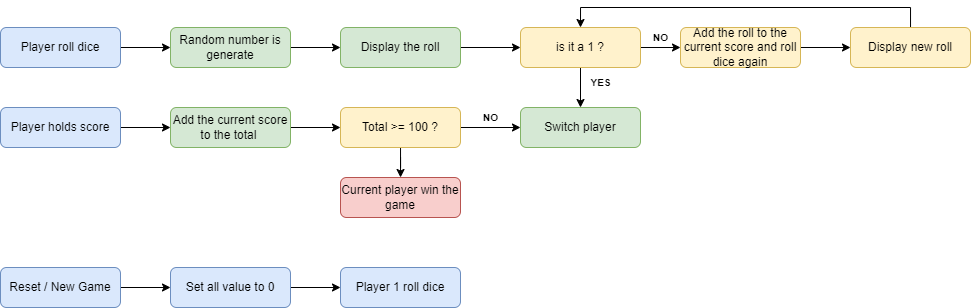 Player roll dice
Random number is
generate
Display the roll
is it a 1 ?
NO
Add the roll to the
current score and roll
dice again
Display new roll
YES
Player holds score
Add the current score
to the total
Total >= 100 ?
NO
Switch player
Current player win the
game
Reset / New Game
Set all value to 0
Player 1 roll dice